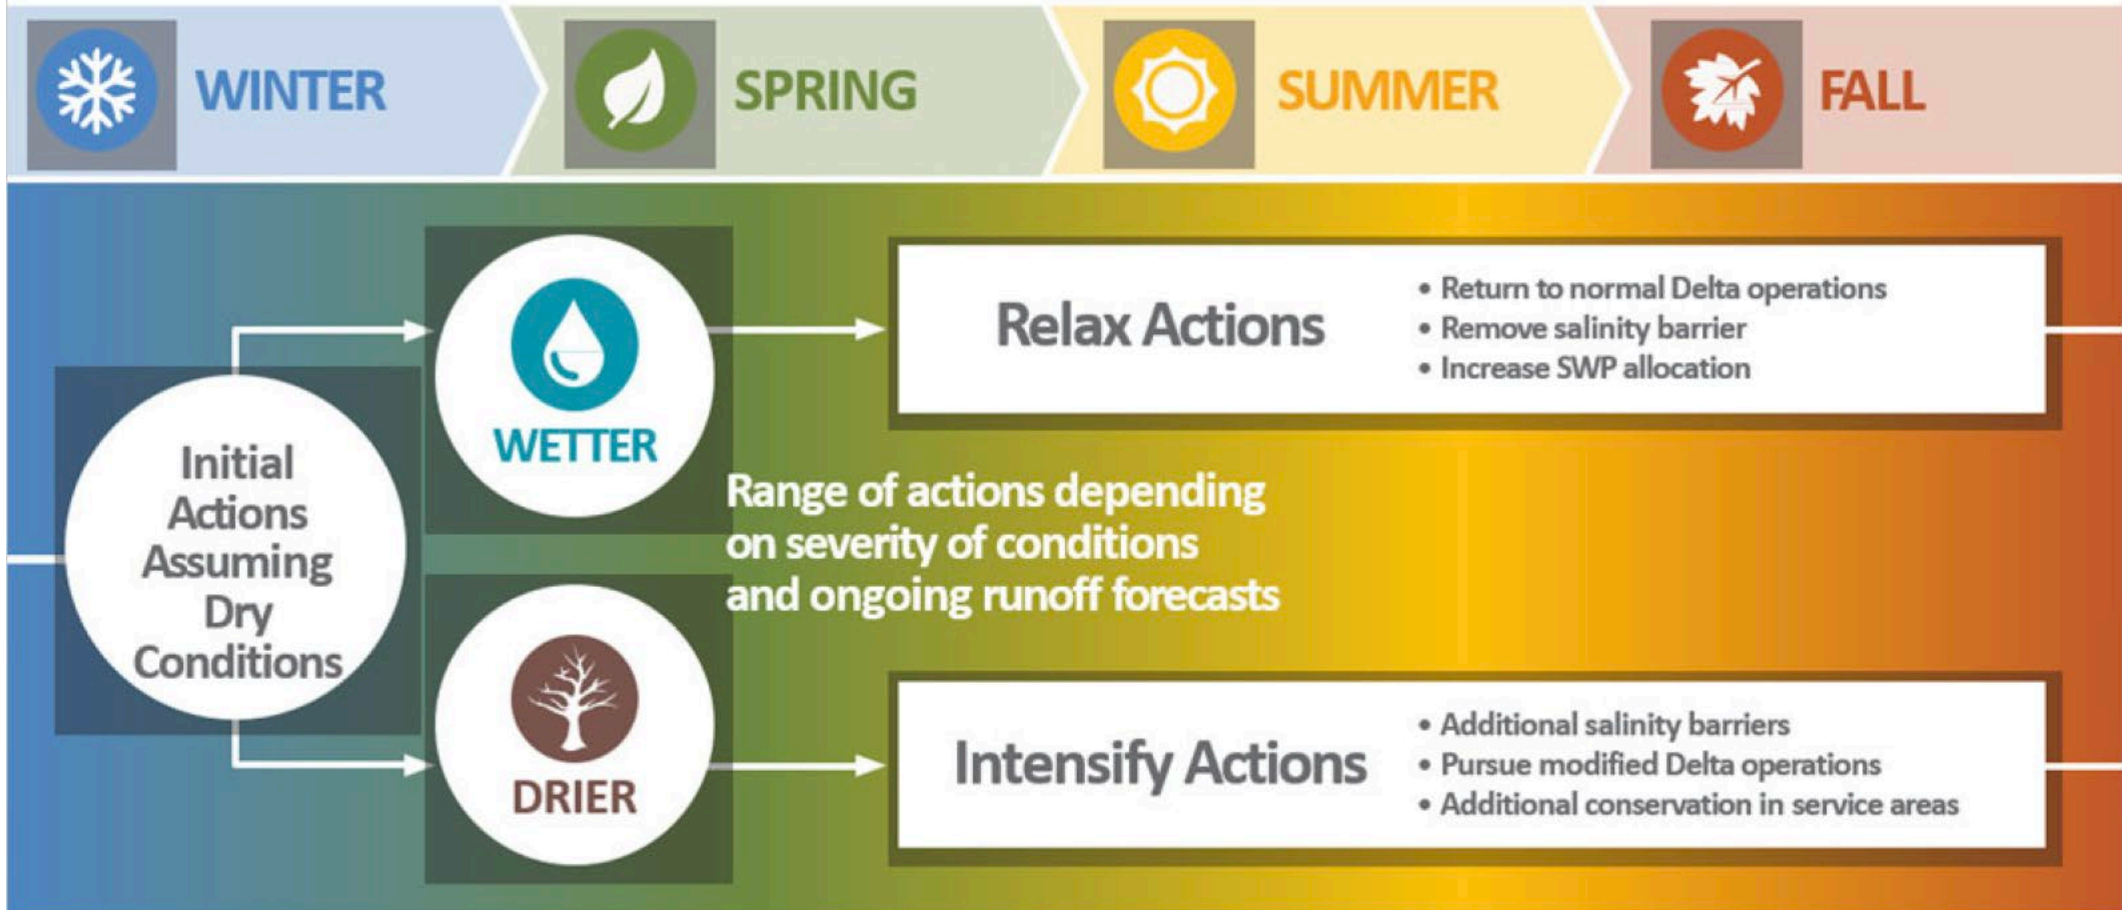 WINTER
SPRING
SUMMER
FALL
Initial
Actions
Assuming
Dry
Conditions
WETTER
Relax Actions
• Return to normal Delta operations
• Remove salinity barrier
• Increase SWP allocation
Range of actions depending
on severity of conditions
and ongoing runoff forecasts
DRIER
Intensify Actions
• Additional salinity barriers
• Pursue modified Delta operations
• Additional conservation in service areas